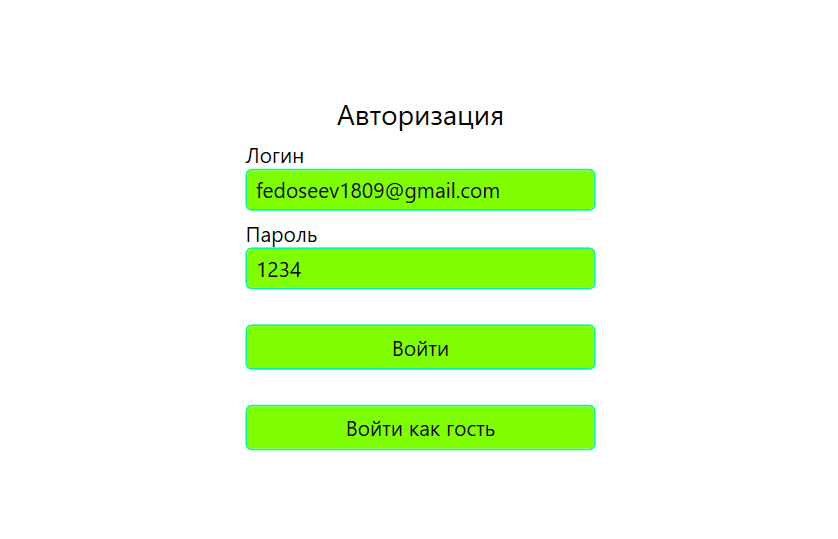 Авторизация
Логин
fedoseev1809@gmail.com
Пароль
1234
Войти
Войти как гость